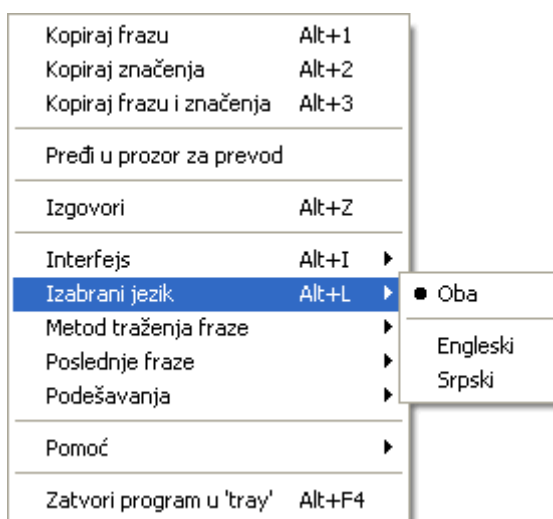 Kopiraj frazu Alt+1
Kopiraj značenja Alt+2
Kopiraj frazu i značenja Alt+3
Pređi u prozor za prevod
Izgovori Alt+Z
Interfejs Alt+I
Izabrani jezik Alt+L
Metod traženja fraze
Poslednje fraze
Podešavanja
Pomoć
Zatvori program u 'tray' Alt+F4
Oba
Engleski
Srpski